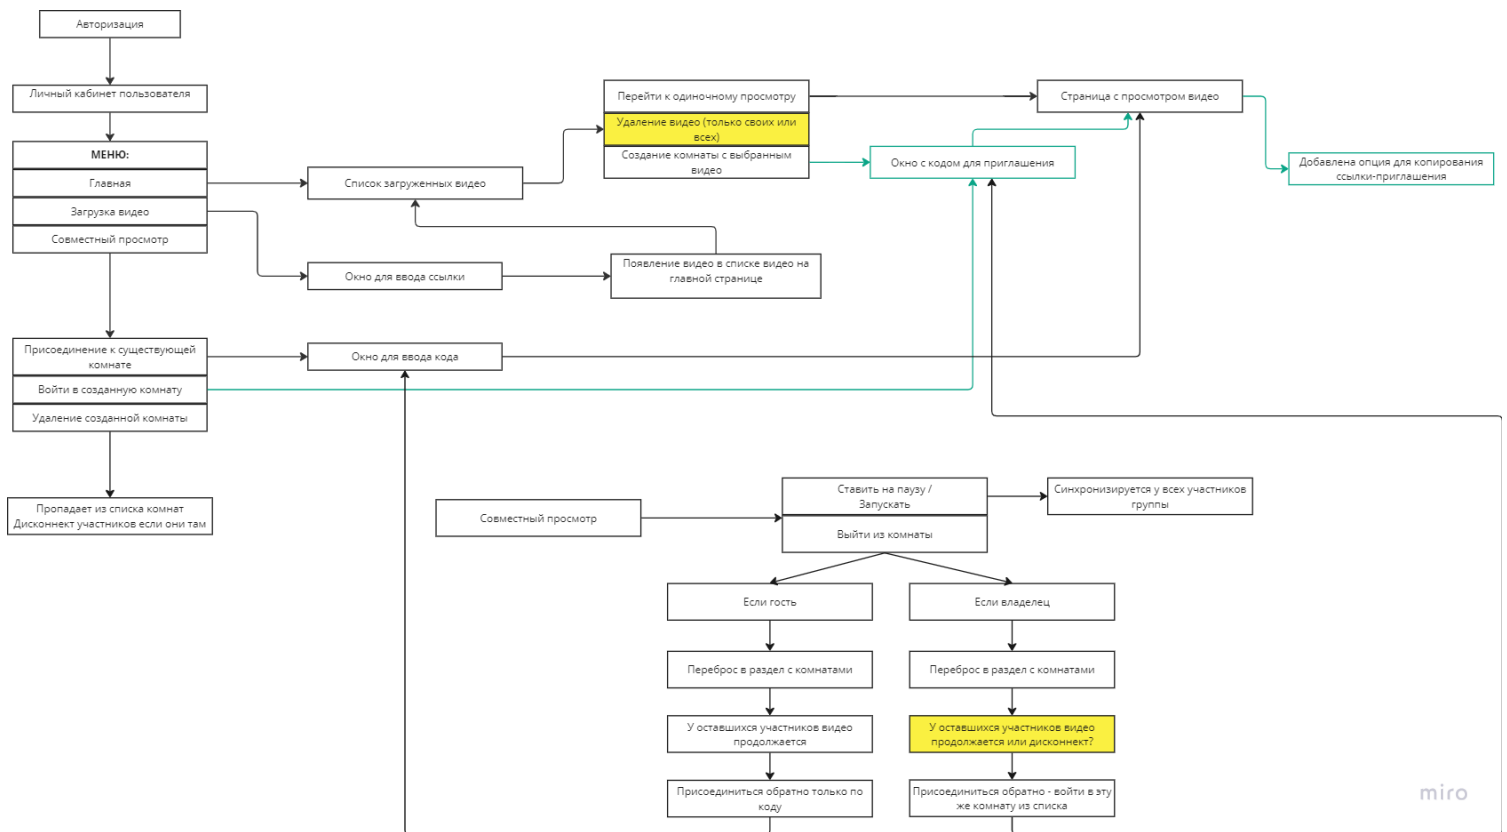 Авторизация
Личный кабинет пользователя
МЕНЮ:
Главная
Загрузка видео
Совместный просмотр
Список загруженных видео
Окно для ввода ссылки
Появление видео в списке видео на
главной странице
Перейти к одиночному просмотру
Удаление видео (только своих или
всех)
Создание комнаты с выбранным
видео
Окно с кодом для приглашения
Страница с просмотром видео
Добавлена опция для копирования
ссылки-приглашения
Присоединение к существующей
комнате
Войти в созданную комнату
Удаление созданной комнаты
Окно для ввода кода
Пропадает из списка комнат
Дисконнект участников если они там
Совместный просмотр
Ставить на паузу /
Запускать
Выйти из комнаты
Синхронизируется у всех участников
группы
Если гость
Переброс в раздел с комнатами
У оставшихся участников видео
продолжается
Присоединиться обратно только по
коду
Если владелец
Переброс в раздел с комнатами
У оставшихся участников видео
продолжается или дисконнект?
Присоединиться обратно - войти в эту
же комнату из списка
miro